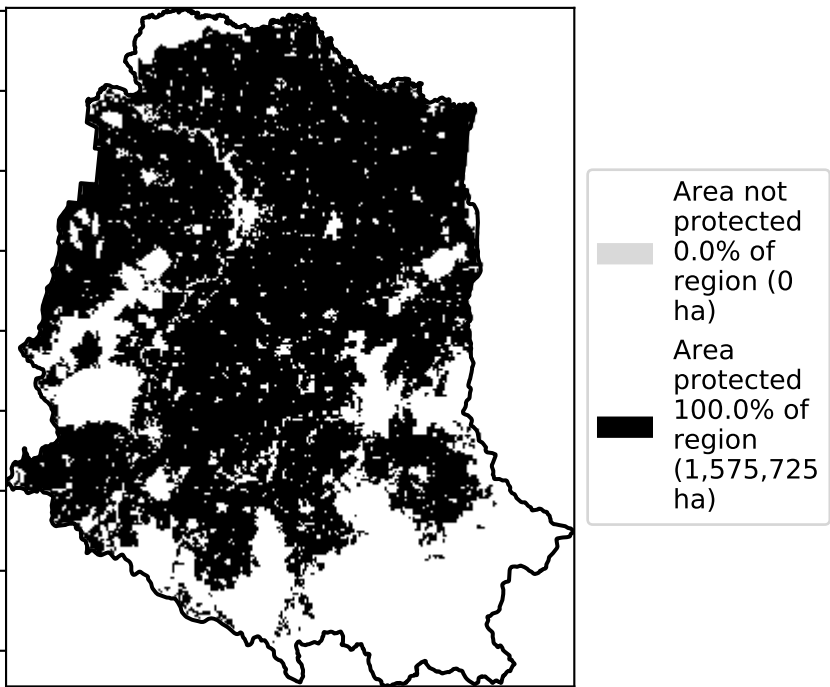 Area not
protected
0.0% of
region (0
ha)
Area
protected
100.0% of
region
(1,575,725
ha)